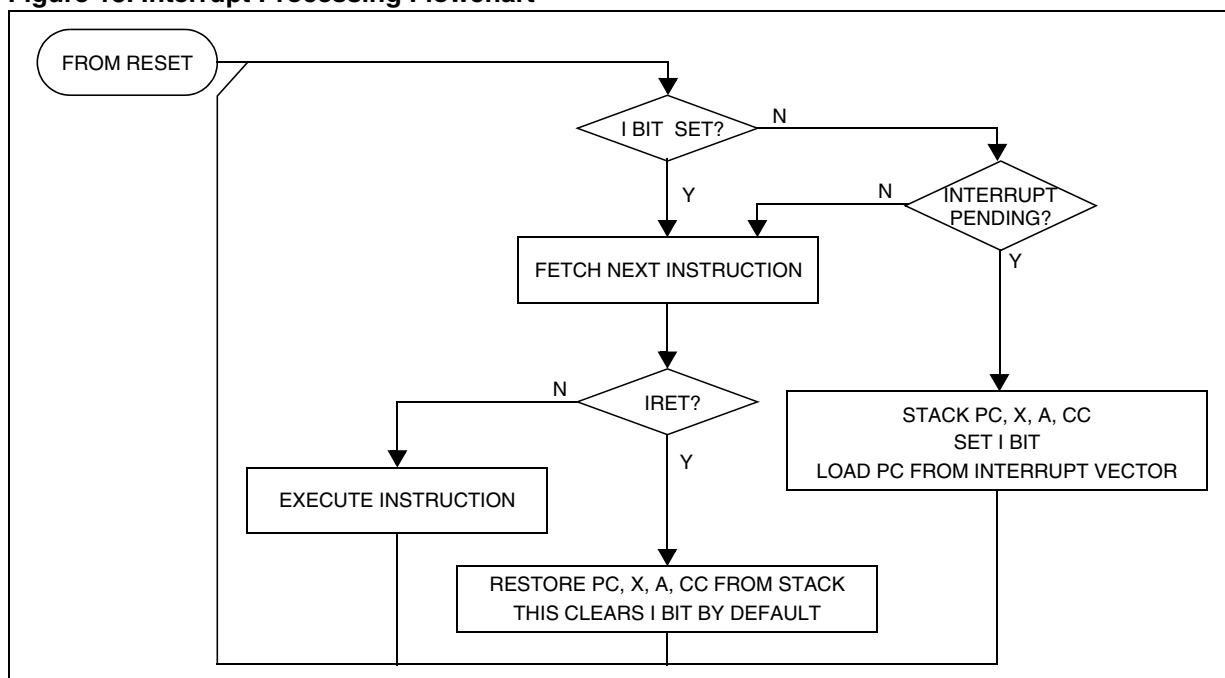 Figure Interrupt Processing Flowchart
FROM RESET
I BIT SET?
N
Y
N
INTERRUPT
PENDING?
Y
FETCH NEXT INSTRUCTION
N
IRET?
Y
STACK PC, X, A, CC
SET I BIT
LOAD PC FROM INTERRUPT VECTOR
EXECUTE INSTRUCTION
RESTORE PC, X, A, CC FROM STACK
THIS CLEARS I BIT BY DEFAULT